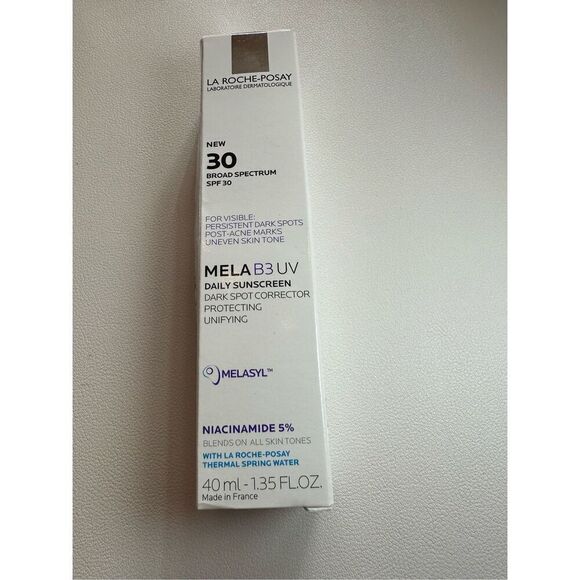 LA ROCHE-POSAY
LABORATOIRE DERMATOLOGIQUE
NEW
30
BROAD SPECTRUM
SPF 30
FOR VISIBLE:
PERSISTENT DARK SPOTS
POST-ACNE MARKS
UNEVEN SKIN TONE
MELA B3 UV
DAILY SUNSCREEN
DARK SPOT CORRECTOR
PROTECTING
UNIFYING
MELASYL™
NIACINAMIDE 5%
BLENDS ON ALL SKIN TONES
WITH LA ROCHE-POSAY
THERMAL SPRING WATER
40 ml - 1.35 FL.OZ.
Made in France